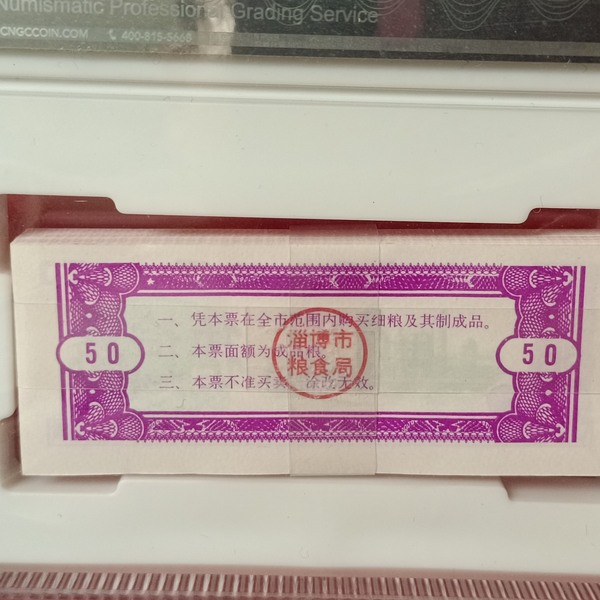 Numismatic Professional Grading Service
CNGCCOIN.COM 400-815-5668
一、凭本票在全市范围内购买细粮及其制成品。
二、本票面额为成品粮。
三、本票不准买卖，涂改无效。
50
50
淄博市
粮食局